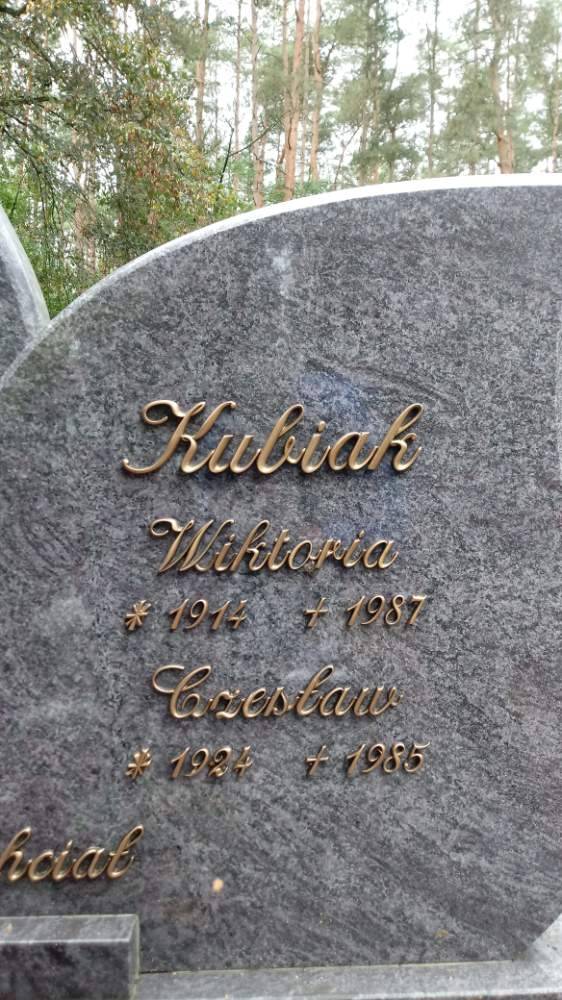 Kubiak
Wiktoria
* 1914 + 1987
Czesław
* 1924 + 1985